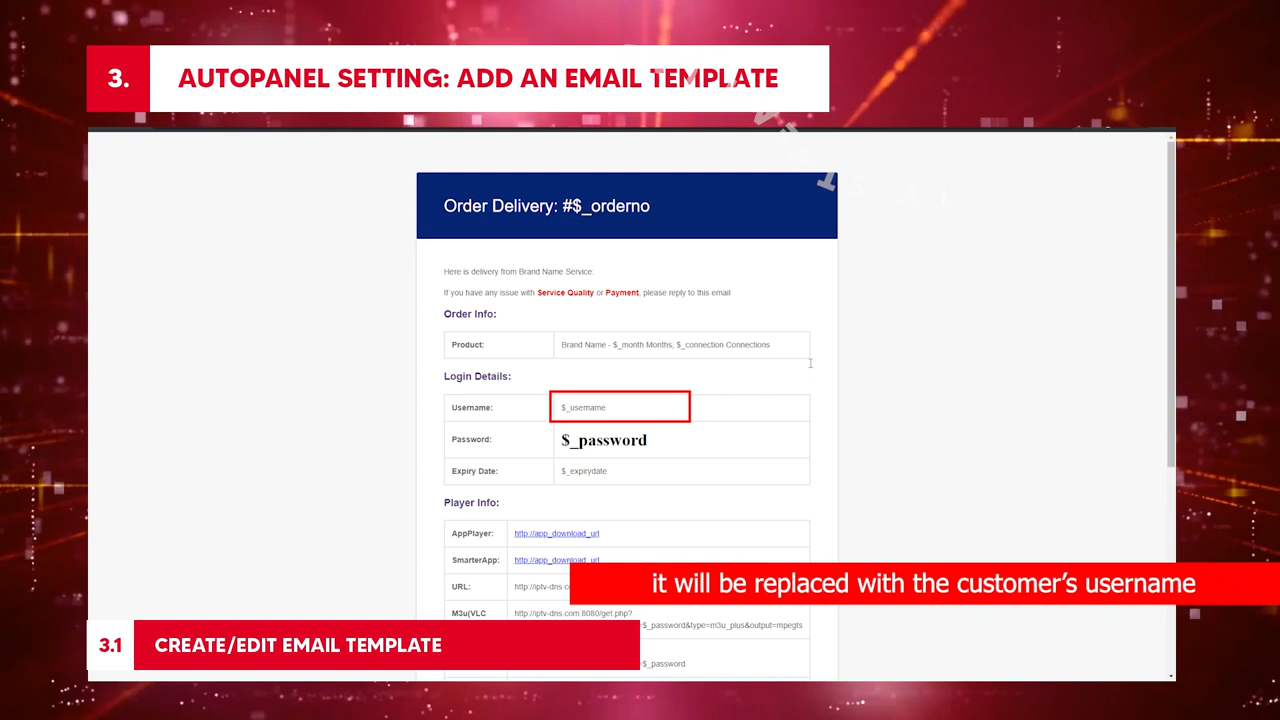 3.
AUTOPANEL SETTING: ADD AN EMAIL TEMPLATE
Order Delivery: #$_orderno
Here is delivery from Brand Name Service:
If you have any issue with Service Quality or Payment, please reply to this email
Order Info:
Product: Brand Name - $_month Months, $_connection Connections
Login Details:
Username: $_username
Password: $_password
Expiry Date: $_expirydate
Player Info:
AppPlayer: http://app_download_url
SmarterApp: http://app_download_url
URL: http://iptv-dns.co
it will be replaced with the customer’s username
M3u(VLC http://iptv-dns.com:8080/get.php?
=$_password&type=m3u_plus&output=mpegts
3.1 CREATE/EDIT EMAIL TEMPLATE
=$_password